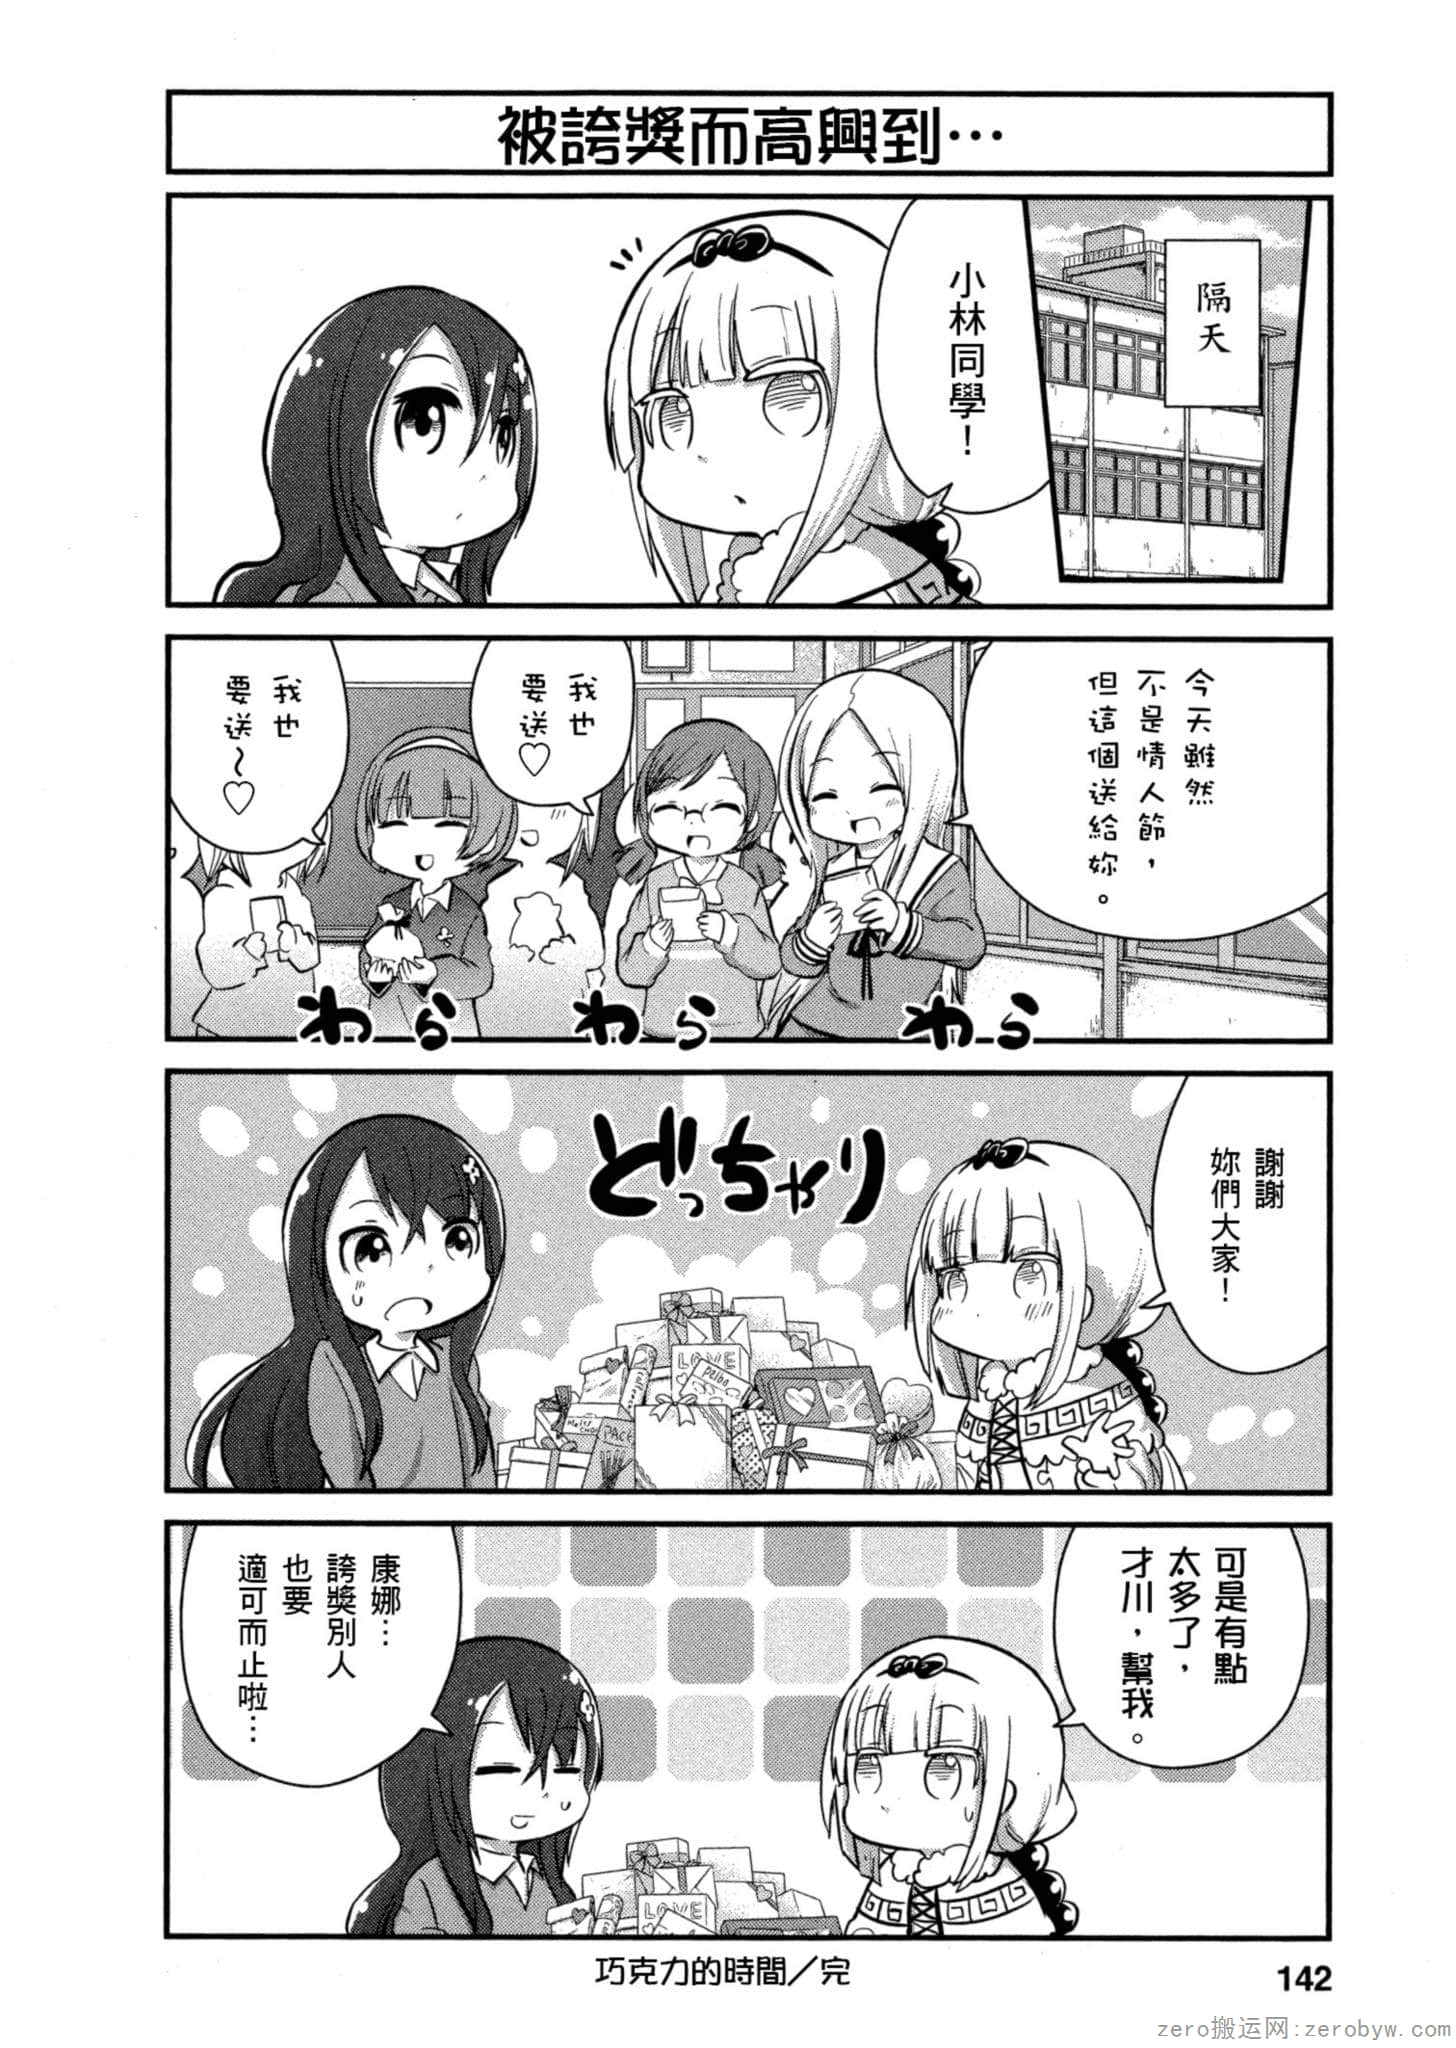 被誇獎而高興到…
隔天
小林同學！
今天雖然
不是情人節，
但這個送給妳。
我也
要送♡
我也
要送～♡
わら
わら
わら
謝謝
妳們大家！
どっちゃり
LOVE
PACK
可是有點
太多了，
才川，幫我。
康娜…
誇獎別人
也要
適可而止啦…
LOVE
巧克力的時間／完
142
zero搬运网:zerobyw.com